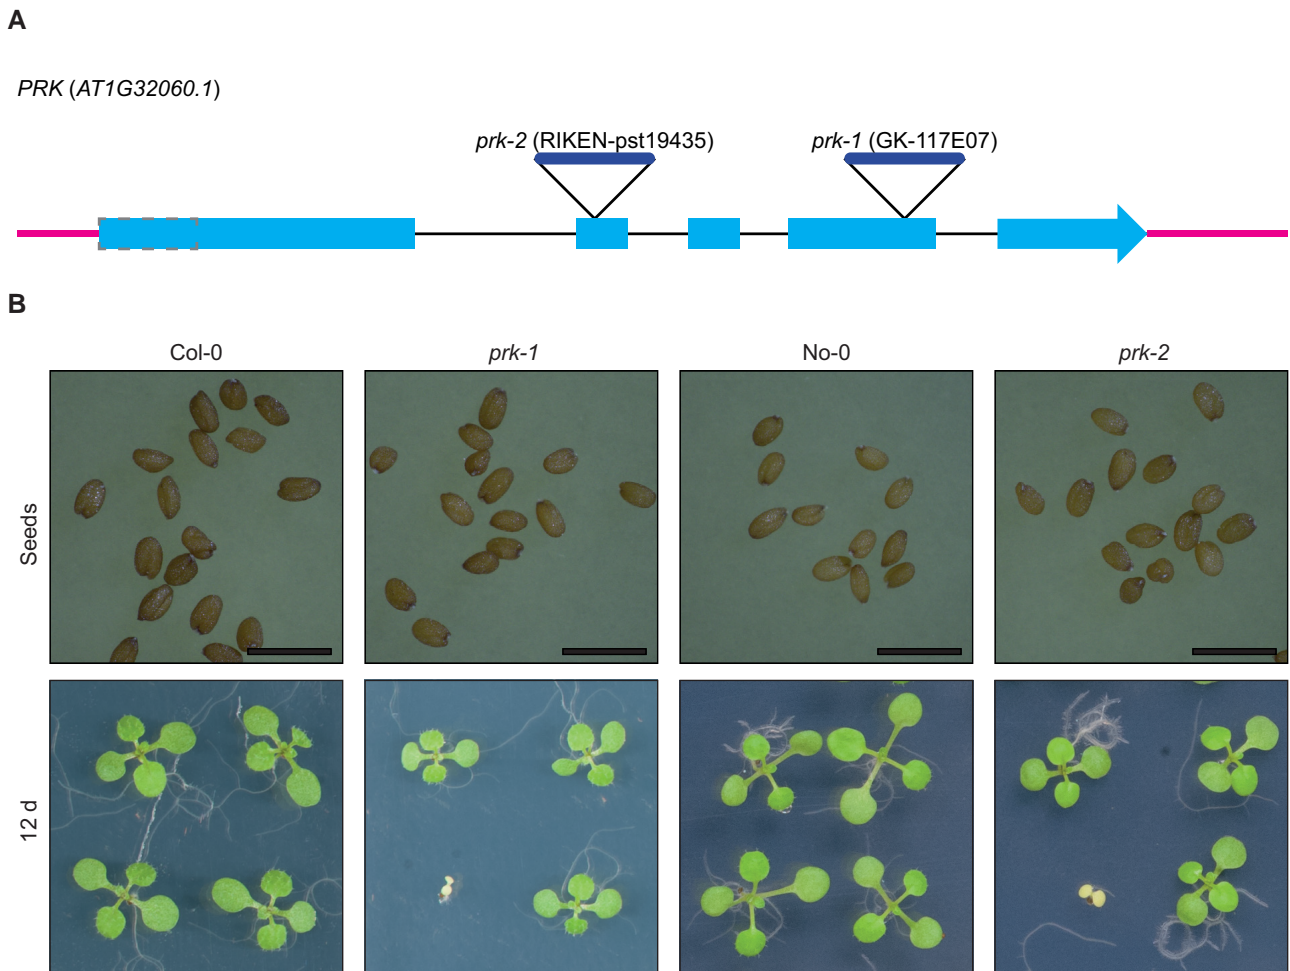 A
PRK (AT1G32060.1)
prk-2 (RIKEN-pst19435)
prk-1 (GK-117E07)
B
Col-0
prk-1
No-0
prk-2
Seeds
12 d